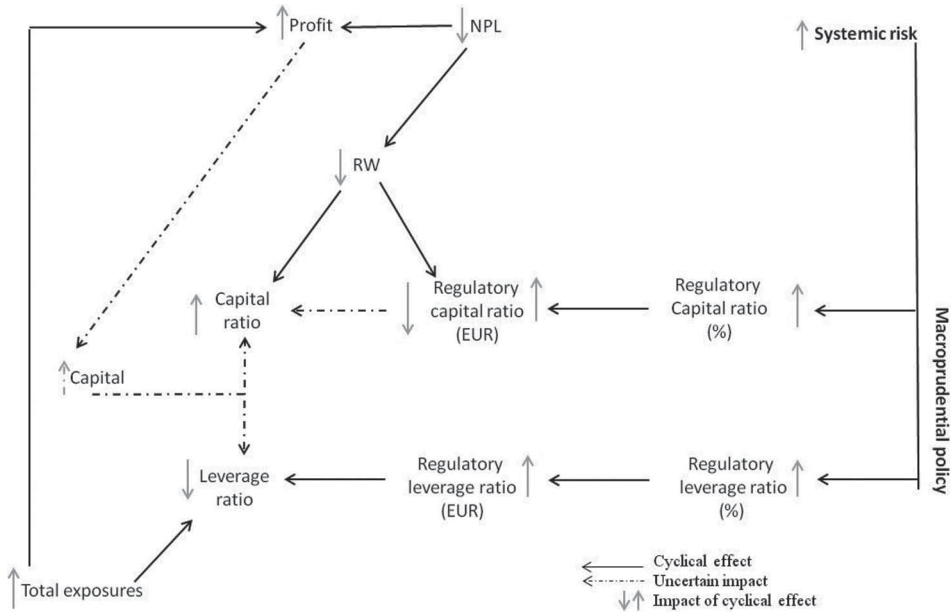 Profit
NPL
Systemic risk
RW
Capital
ratio
Regulatory
capital ratio
(EUR)
Regulatory
Capital ratio
(%)
Macroprudential policy
Capital
Leverage
ratio
Regulatory
leverage ratio
(EUR)
Regulatory
leverage ratio
(%)
Total exposures
Cyclical effect
Uncertain impact
Impact of cyclical effect